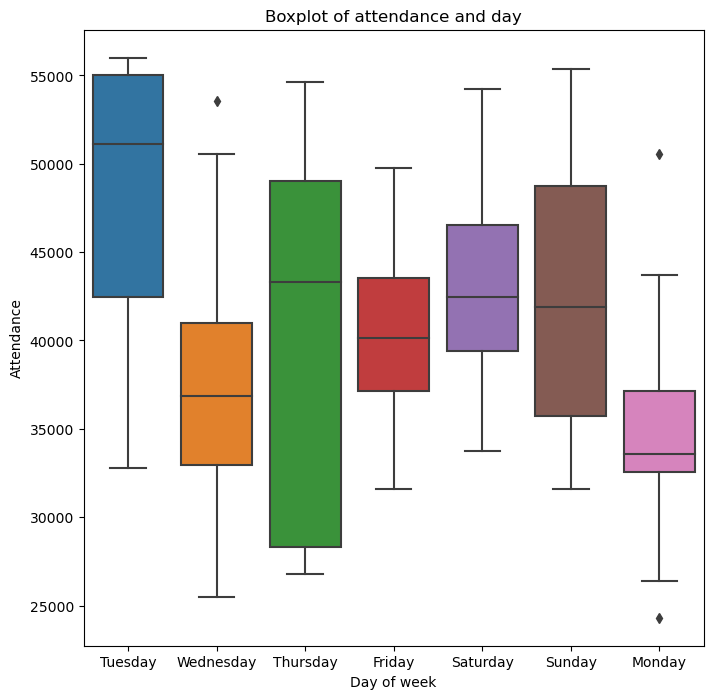 Boxplot of attendance and day
Attendance
55000
50000
45000
40000
35000
30000
25000
Tuesday Wednesday Thursday Friday Saturday Sunday Monday
Day of week